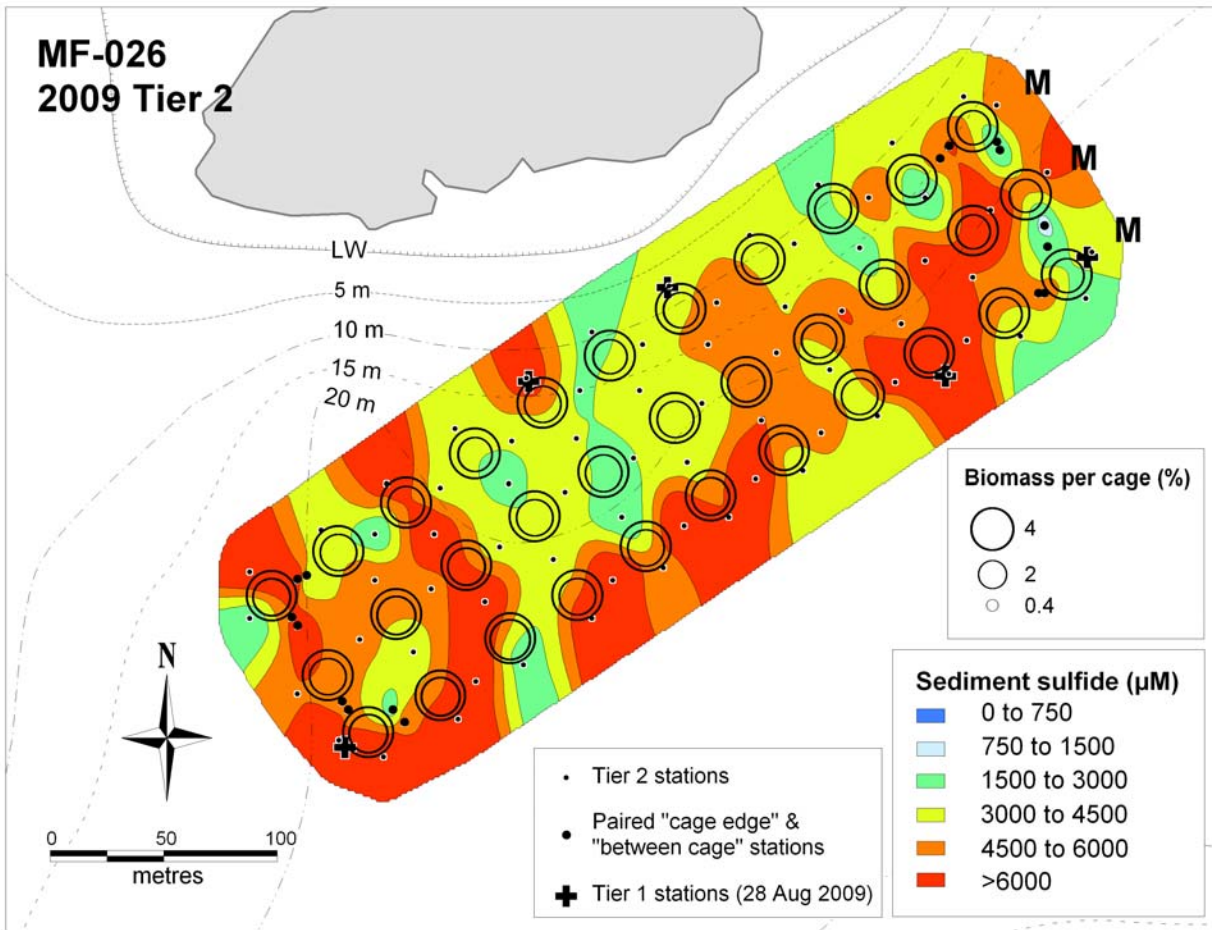 MF-026
2009 Tier 2
M
M
M
LW
5 m
10 m
15 m
20 m
N
0 50 100
metres
Biomass per cage (%)
4
2
0.4
Tier 2 stations
Paired "cage edge" &
"between cage" stations
Tier 1 stations (28 Aug 2009)
Sediment sulfide (µM)
0 to 750
750 to 1500
1500 to 3000
3000 to 4500
4500 to 6000
>6000